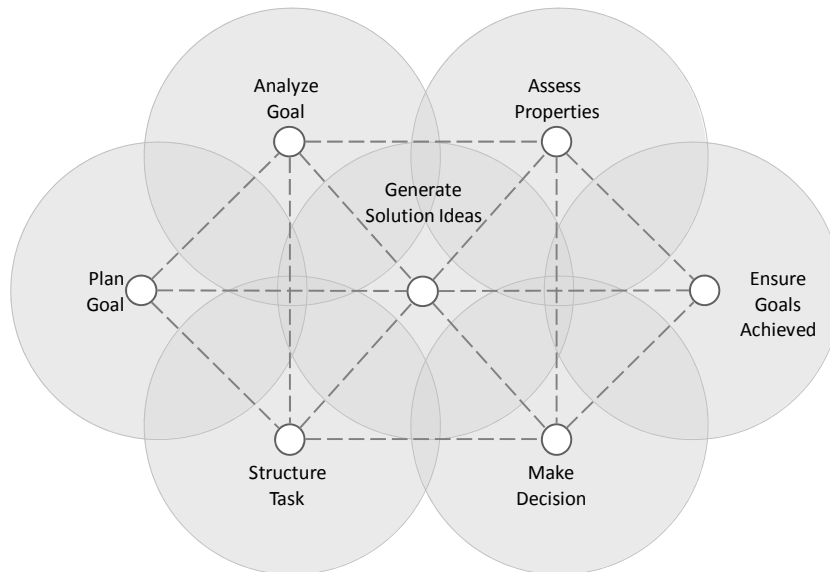 Analyze
Goal
Assess
Properties
Generate
Solution Ideas
Plan
Goal
Ensure
Goals
Achieved
Structure
Task
Make
Decision